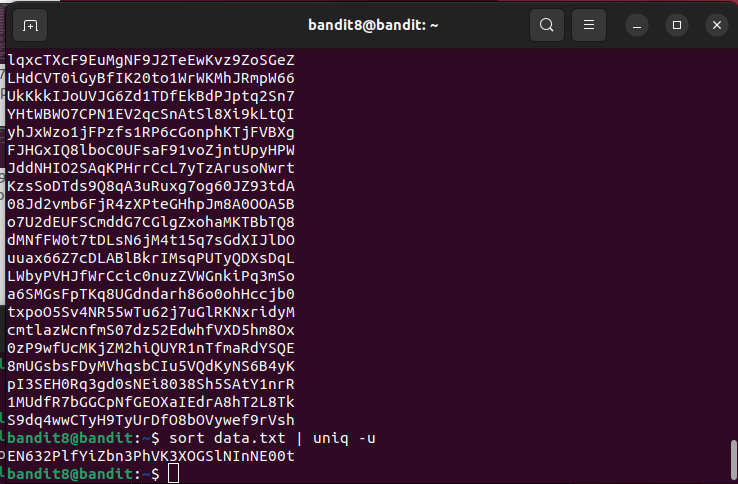 bandit8@bandit: ~
lqxcTXcF9EuMgNF9J2TeEwKvz9ZoSGeZ
LHdCVT0iGyBfIK20to1WrWKMhJRmpW66
UkKkkIJoUVJG6Zd1TDfEkBdPJptq2Sn7
YHtWBWO7CPN1EV2qcSnAtSl8Xi9kLtQI
yhJxWzo1jFPzfs1RP6cGonphKTjFVBXg
FJHGxIQ8lboC0UFsaF91voZjntUpyHPW
JddNHIO2SAqKPHrrCcL7yTzArusoNwrt
KzsSoDTds9Q8qA3uRuxg7og60JZ93tdA
08Jd2vmb6FjR4zXPteGHhpJm8A0OOA5B
o7U2dEUFSCmddG7CGlgZxohaMKTBbTQ8
dMNfFW0t7tDLsN6jM4t15q7sGdXIJlDO
uuax66Z7cDLABlBkrIMsqPUTyQDXsDqL
LWbyPVHJfWrCcic0nuzZVWGnkiPq3mSo
a6SMGsFpTKq8UGdndarh86o0ohHccjb0
txpoO5Sv4NR55wTu62j7uGlRKNxridyM
cmtlazWcnfmS07dz52EdwhfVXD5hm8Ox
0zP9wfUcMKjZM2hiQUYR1nTfmaRdYSQE
8mUGsbsFDyMVhqsbCIu5VQdKyNS6B4yK
pI3SEH0Rq3gd0sNEi8038Sh5SAtY1nrR
1MUdfR7bGGCpNfGEOXaIEdrA8hT2L8Tk
S9dq4wwCTyH9TyUrDfO8bOVywef9rVsh
bandit8@bandit:~$ sort data.txt | uniq -u
EN632PlfYiZbn3PhVK3XOGSlNInNE00t
bandit8@bandit:~$